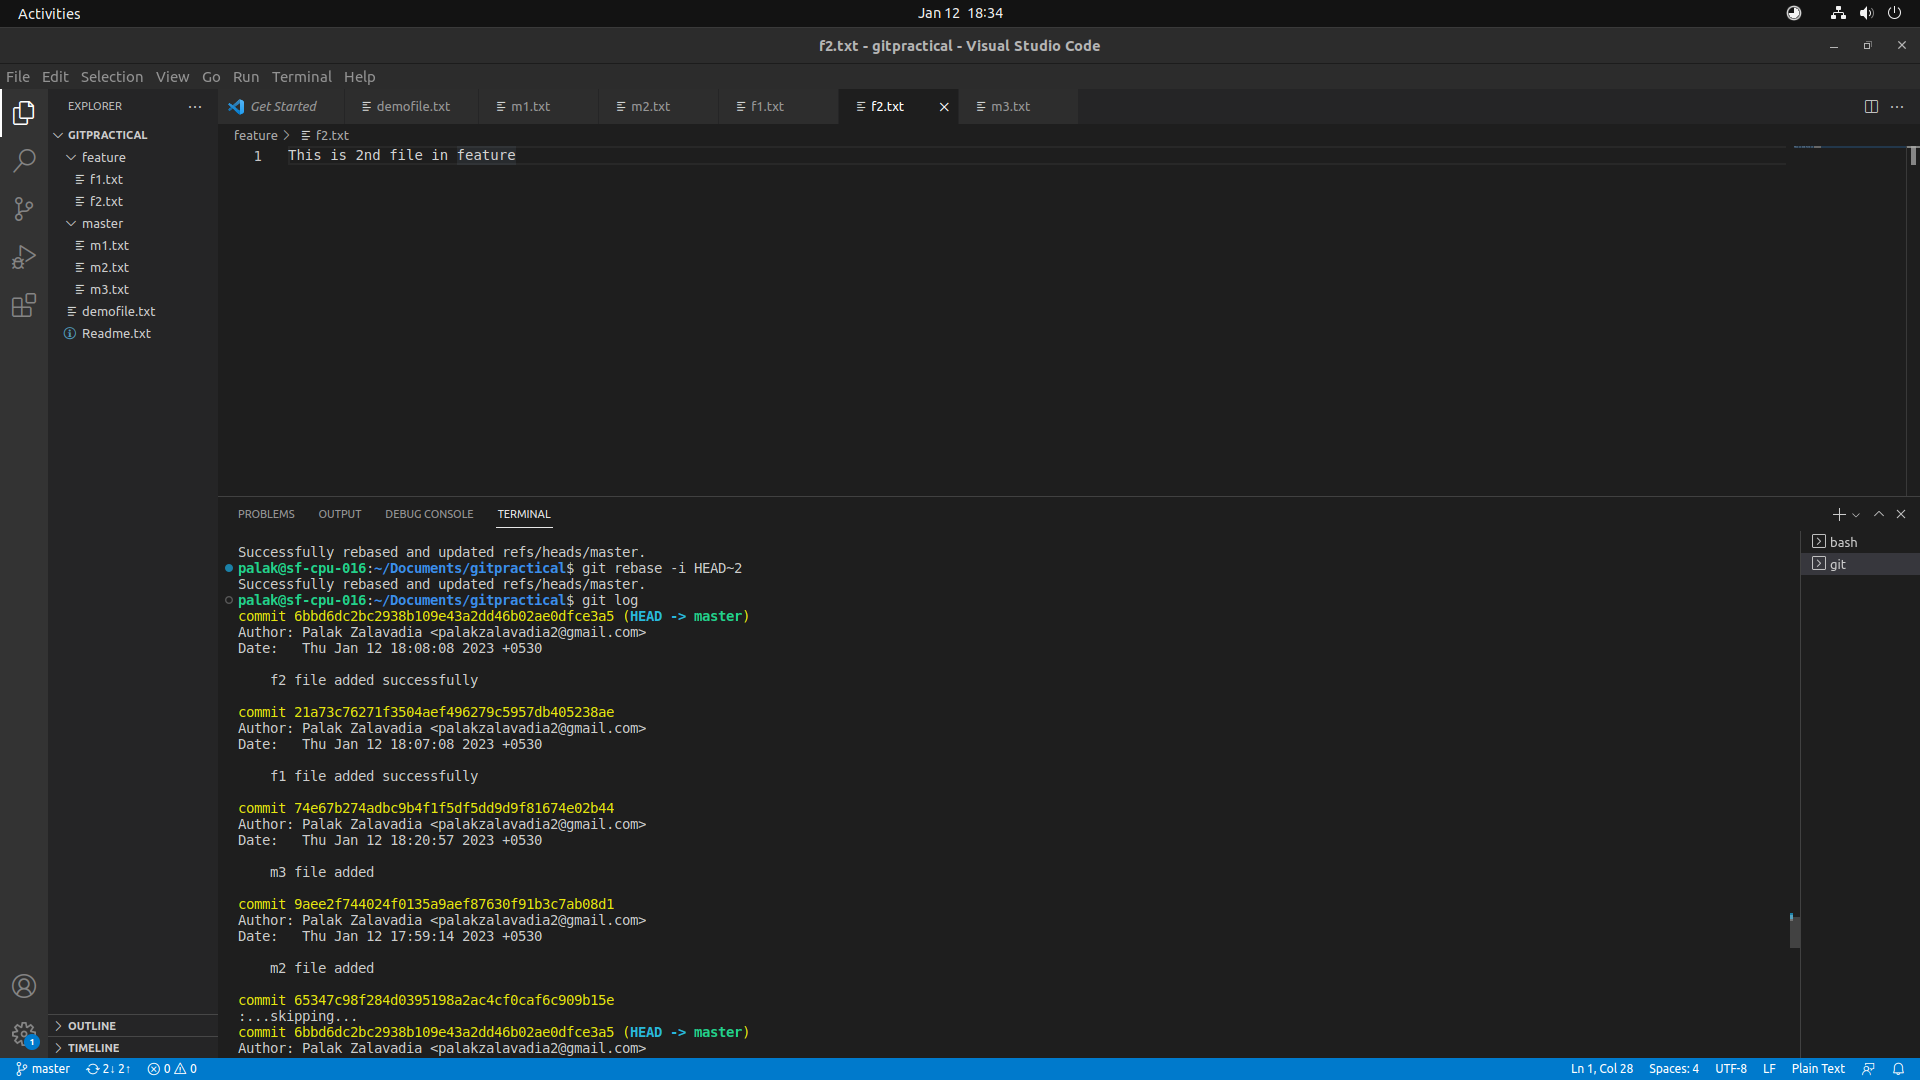 Activities
Jan 12 18:34
f2.txt - gitpractical - Visual Studio Code
File Edit Selection View Go Run Terminal Help
EXPLORER
Get Started
demofile.txt
m1.txt
m2.txt
f1.txt
f2.txt
m3.txt
GITPRACTICAL
feature
f1.txt
f2.txt
master
m1.txt
m2.txt
m3.txt
demofile.txt
Readme.txt
feature > f2.txt
1 This is 2nd file in feature
PROBLEMS OUTPUT DEBUG CONSOLE TERMINAL
bash
git
Successfully rebased and updated refs/heads/master.
palak@sf-cpu-016:~/Documents/gitpractical$ git rebase -i HEAD~2
Successfully rebased and updated refs/heads/master.
palak@sf-cpu-016:~/Documents/gitpractical$ git log
commit 6bbd6dc2bc2938b109e43a2dd46b02ae0dfce3a5 (HEAD -> master)
Author: Palak Zalavadia <palakzalavadia2@gmail.com>
Date:   Thu Jan 12 18:08:08 2023 +0530
f2 file added successfully
commit 21a73c76271f3504aef496279c5957db405238ae
Author: Palak Zalavadia <palakzalavadia2@gmail.com>
Date:   Thu Jan 12 18:07:08 2023 +0530
f1 file added successfully
commit 74e67b274adbc9b4f1f5df5dd9d9f81674e02b44
Author: Palak Zalavadia <palakzalavadia2@gmail.com>
Date:   Thu Jan 12 18:20:57 2023 +0530
m3 file added
commit 9aee2f744024f0135a9aef87630f91b3c7ab08d1
Author: Palak Zalavadia <palakzalavadia2@gmail.com>
Date:   Thu Jan 12 17:59:14 2023 +0530
m2 file added
commit 65347c98f284d0395198a2ac4cf0caf6c909b15e
:...skipping...
commit 6bbd6dc2bc2938b109e43a2dd46b02ae0dfce3a5 (HEAD -> master)
Author: Palak Zalavadia <palakzalavadia2@gmail.com>
OUTLINE
TIMELINE
1
master 2↓ 2↑ 0 0
Ln 1, Col 28 Spaces: 4 UTF-8 LF Plain Text